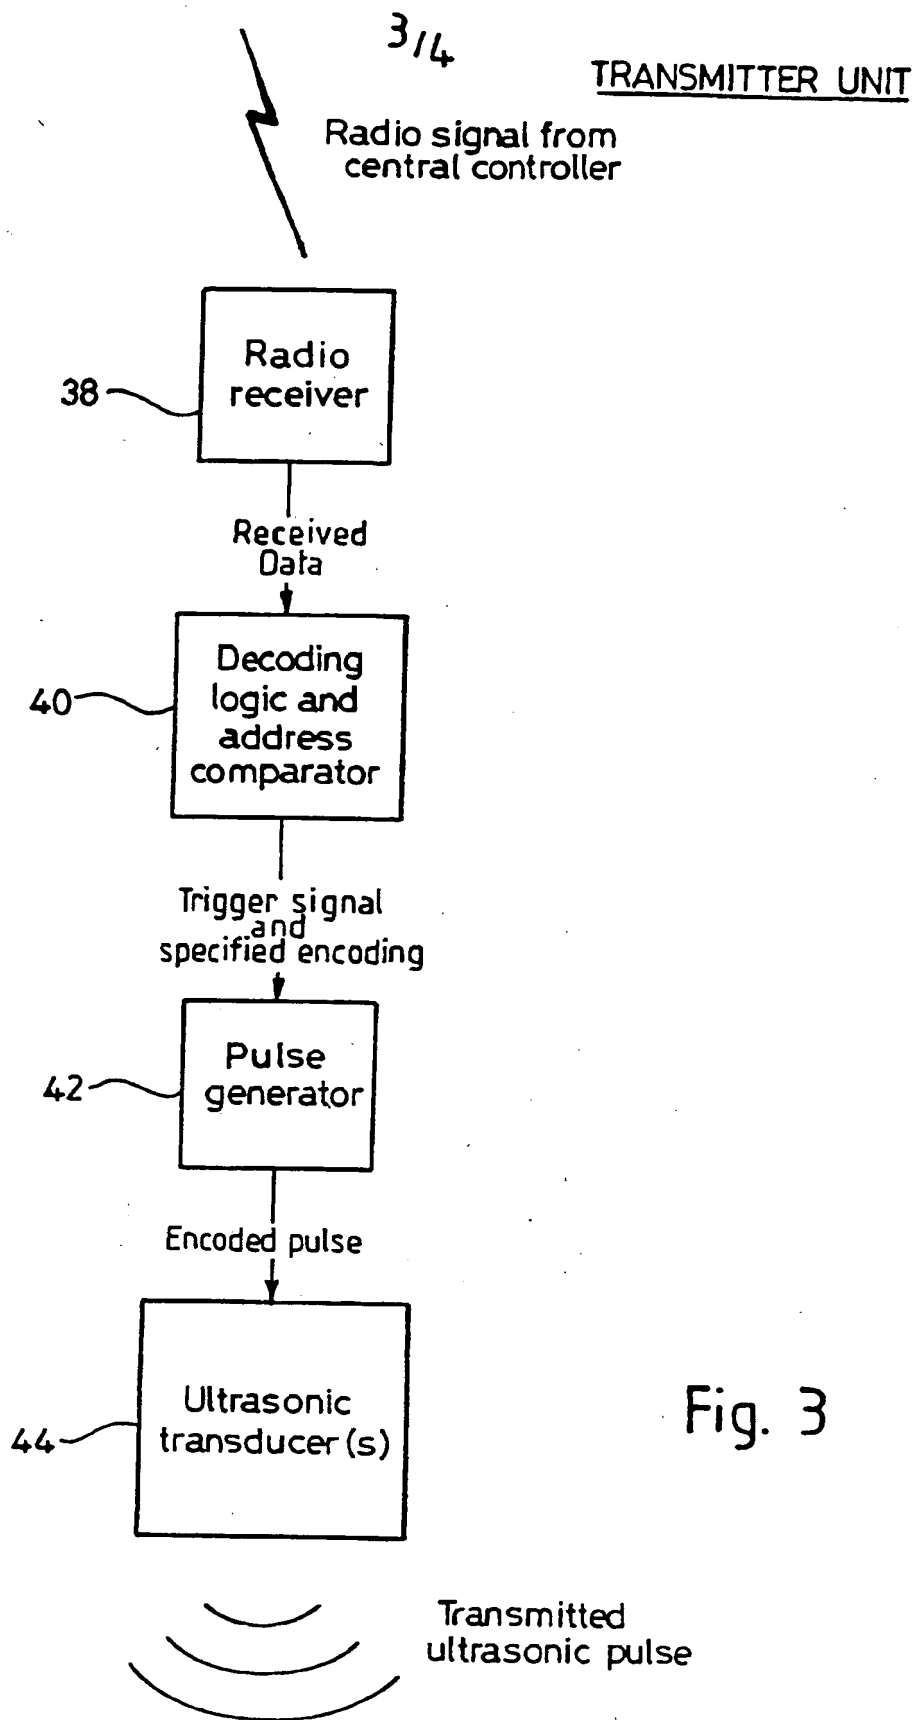 3/4
TRANSMITTER UNIT
Radio signal from
central controller
Radio
receiver
38
Received
Data
Decoding
logic and
address
comparator
40
Trigger signal
and
specified encoding
Pulse
generator
42
Encoded pulse
Ultrasonic
transducer(s)
44
Fig. 3
Transmitted
ultrasonic pulse